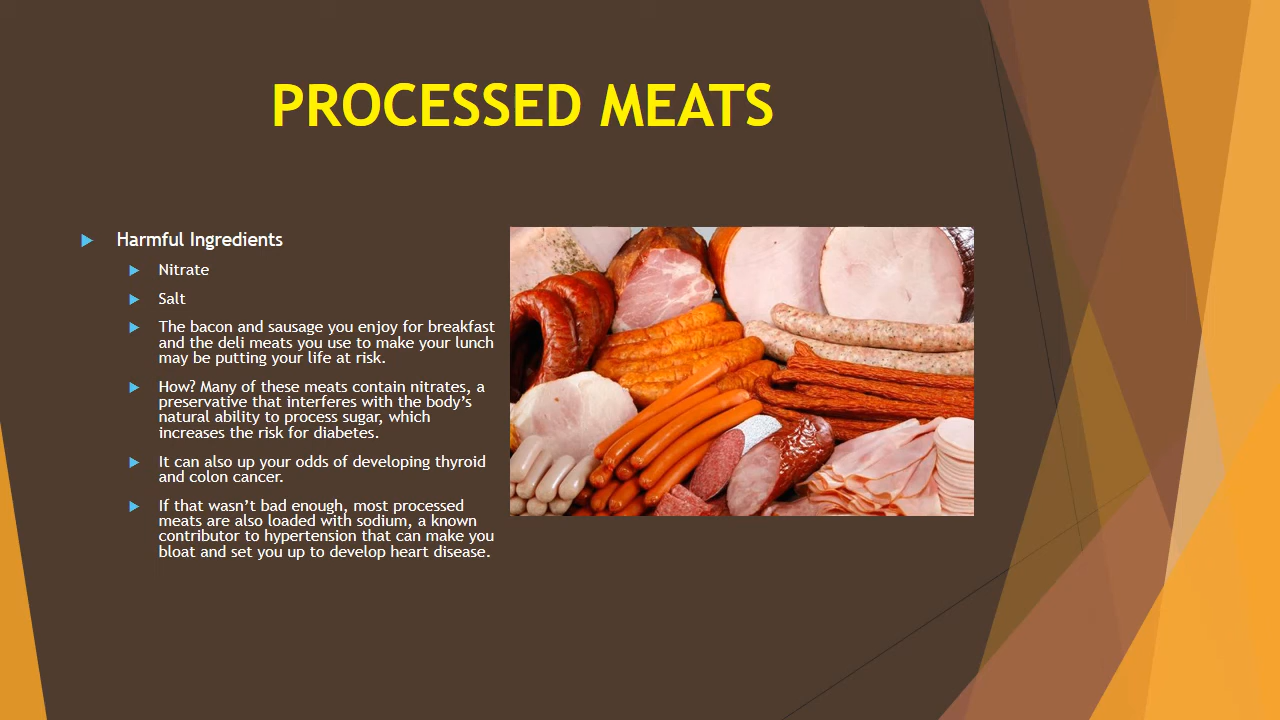 PROCESSED MEATS
Harmful Ingredients
Nitrate
Salt
The bacon and sausage you enjoy for breakfast
and the deli meats you use to make your lunch
may be putting your life at risk.
How? Many of these meats contain nitrates, a
preservative that interferes with the body’s
natural ability to process sugar, which
increases the risk for diabetes.
It can also up your odds of developing thyroid
and colon cancer.
If that wasn’t bad enough, most processed
meats are also loaded with sodium, a known
contributor to hypertension that can make you
bloat and set you up to develop heart disease.